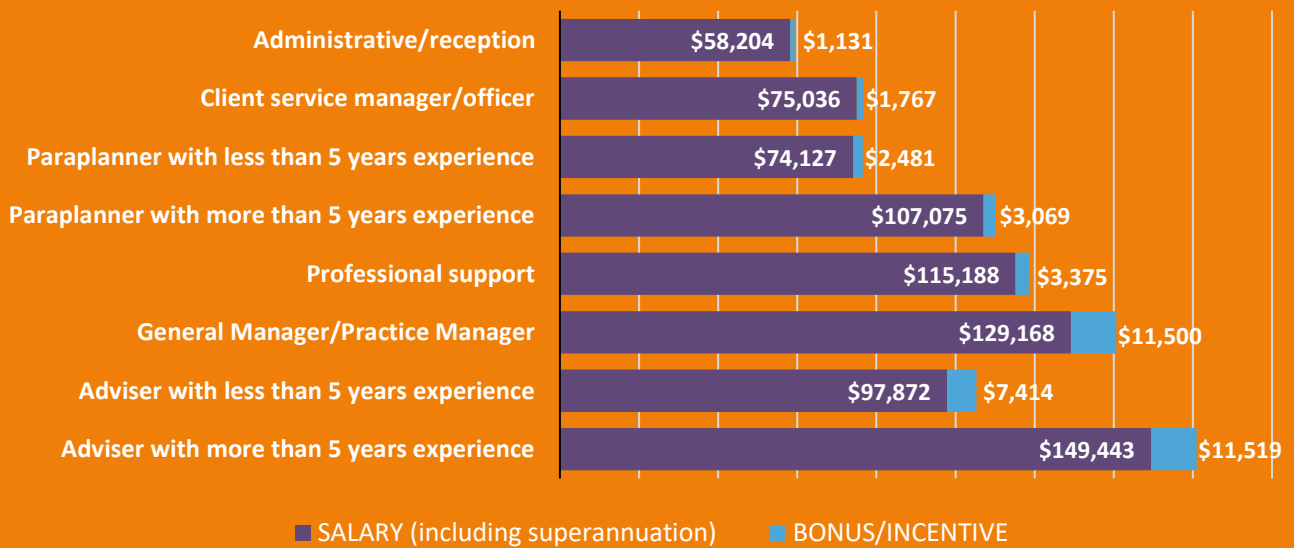 Administrative/reception $58,204 $1,131
Client service manager/officer $75,036 $1,767
Paraplanner with less than 5 years experience $74,127 $2,481
Paraplanner with more than 5 years experience $107,075 $3,069
Professional support $115,188 $3,375
General Manager/Practice Manager $129,168 $11,500
Adviser with less than 5 years experience $97,872 $7,414
Adviser with more than 5 years experience $149,443 $11,519
SALARY (including superannuation) BONUS/INCENTIVE